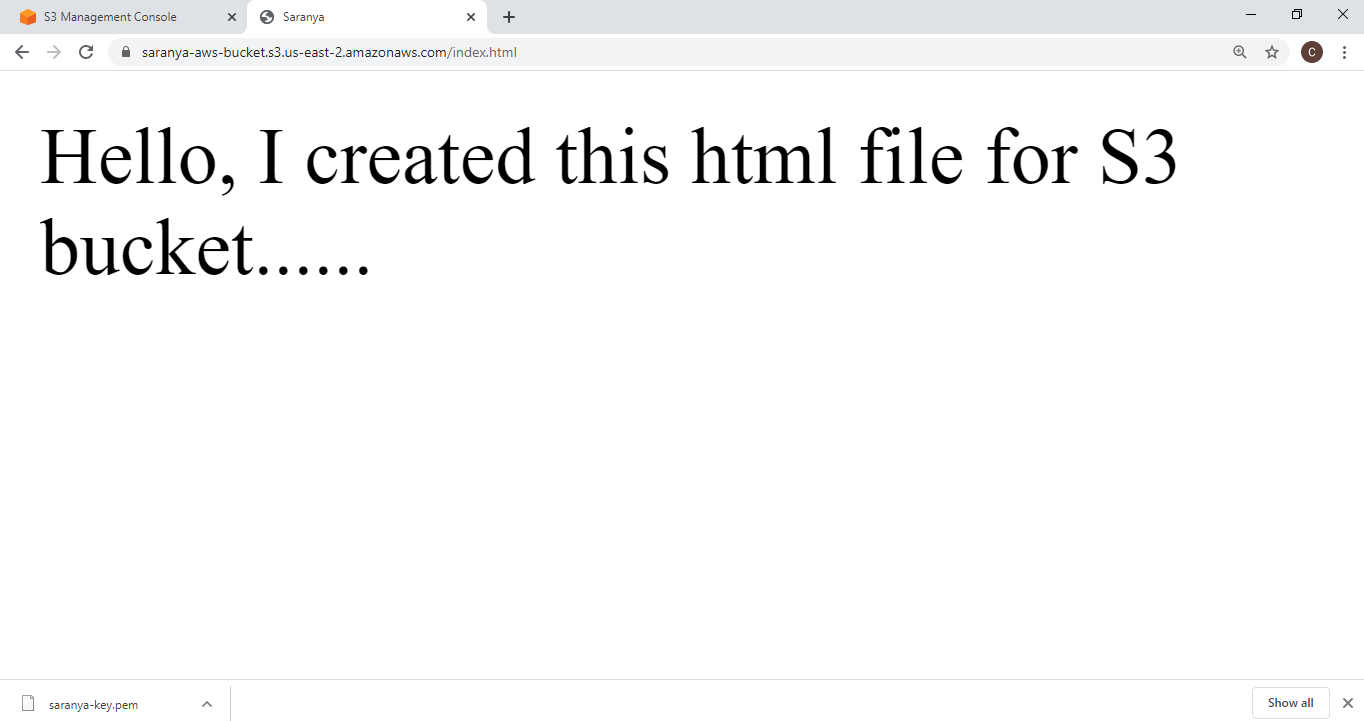 S3 Management Console
Saranya
saranya-aws-bucket.s3.us-east-2.amazonaws.com/index.html
C
Hello, I created this html file for S3
bucket......
saranya-key.pem
Show all